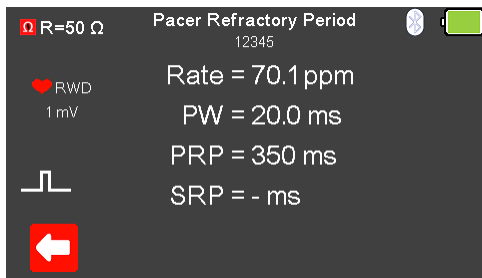 Ω R=50 Ω
Pacer Refractory Period
12345
Rate = 70.1 ppm
RWD
1 mV
PW = 20.0 ms
PRP = 350 ms
SRP = - ms